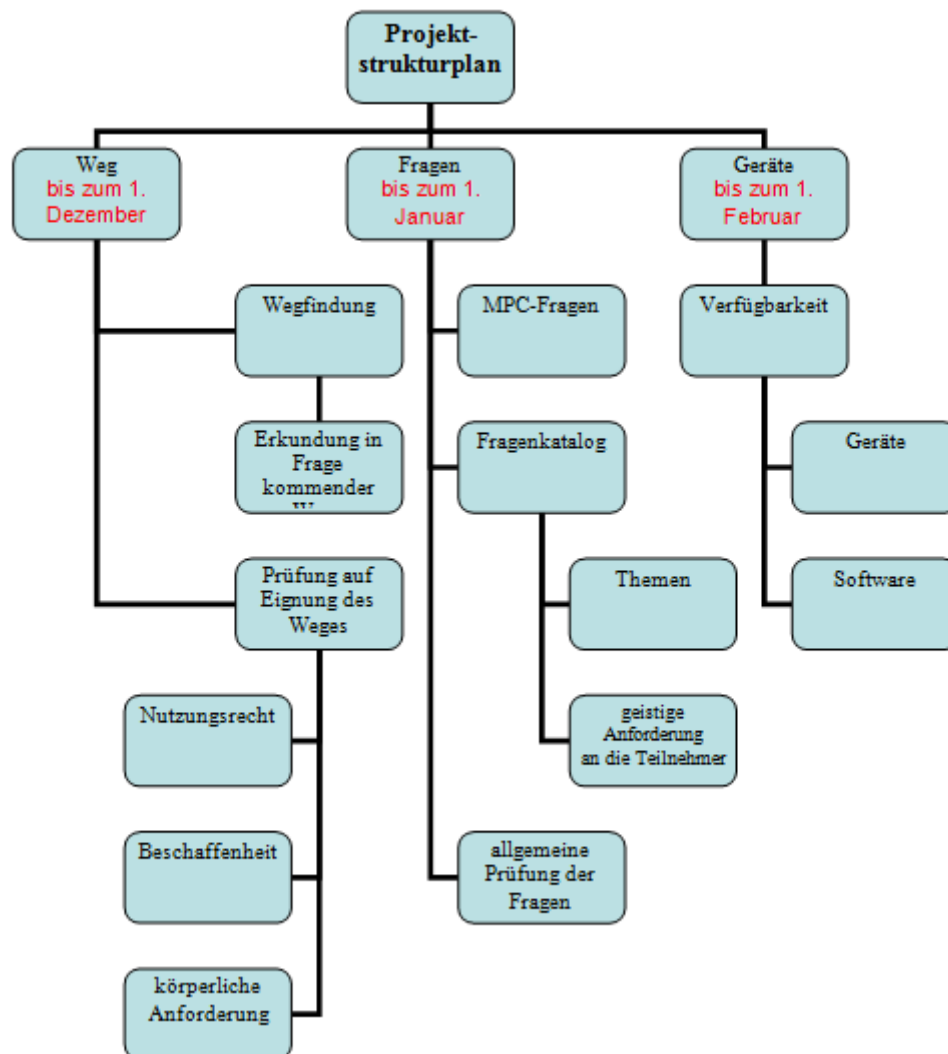 Projekt-
strukturplan
Weg
bis zum 1.
Dezember
Fragen
bis zum 1.
Januar
Geräte
bis zum 1.
Februar
Wegfindung
MPC-Fragen
Verfügbarkeit
Erkundung in
Frage
kommender
Fragenkatalog
Geräte
Prüfung auf
Eignung des
Weges
Themen
Software
Nutzungsrecht
geistige
Anforderung
an die Teilnehmer
Beschaffenheit
allgemeine
Prüfung der
Fragen
körperliche
Anforderung